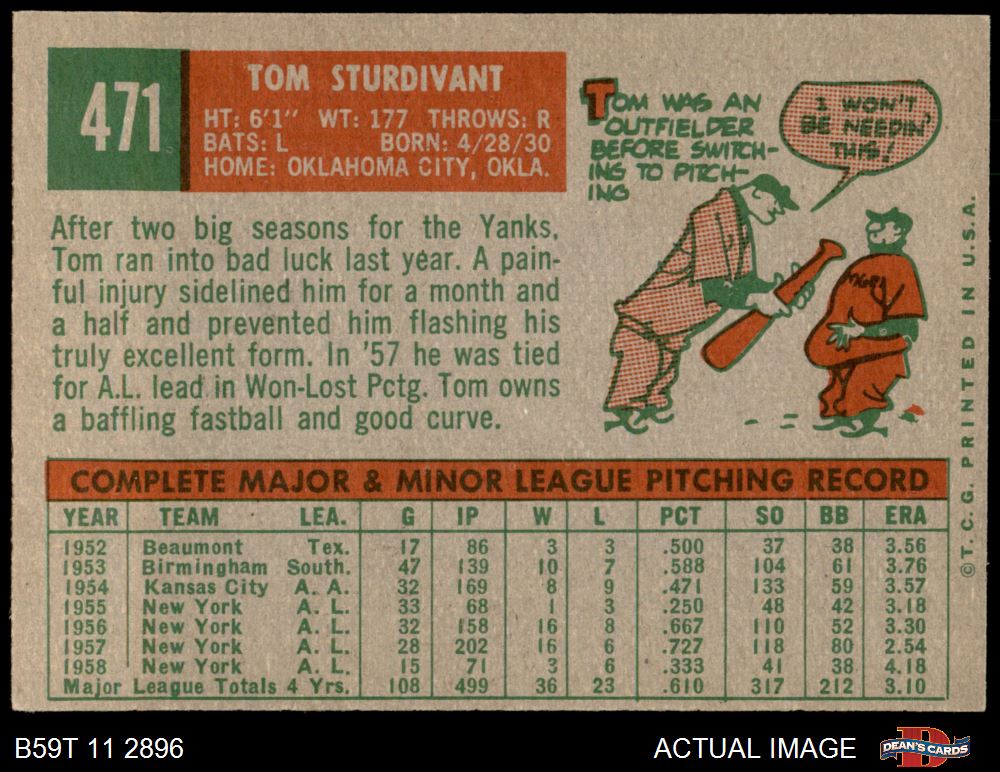 471
TOM STURDIVANT
HT: 6'1" WT: 177 THROWS: R
BATS: L BORN: 4/28/30
HOME: OKLAHOMA CITY, OKLA.
TOM WAS AN
OUTFIELDER
BEFORE SWITCH-
ING TO PITCH-
ING
I WON'T
BE NEEDIN'
THIS!
After two big seasons for the Yanks,
Tom ran into bad luck last year. A pain-
ful injury sidelined him for a month and
a half and prevented him flashing his
truly excellent form. In '57 he was tied
for A.L. lead in Won-Lost Pctg. Tom owns
a baffling fastball and good curve.
COMPLETE MAJOR & MINOR LEAGUE PITCHING RECORD
YEAR TEAM LEA. G IP W L PCT SO BB ERA
1952 Beaumont Tex. 17 86 3 3 .500 37 38 3.56
1953 Birmingham South. 47 139 10 7 .588 104 61 3.76
1954 Kansas City A. A. 32 169 8 9 .471 133 59 3.57
1955 New York A. L. 33 68 1 3 .250 48 42 3.18
1956 New York A. L. 32 158 16 8 .667 110 52 3.30
1957 New York A. L. 28 202 16 6 .727 118 80 2.54
1958 New York A. L. 15 71 3 6 .333 41 38 4.18
Major League Totals 4 Yrs. 108 499 36 23 .610 317 212 3.10
©T.C.G. PRINTED IN U.S.A.
B59T 11 2896
ACTUAL IMAGE
DEAN'S CARDS